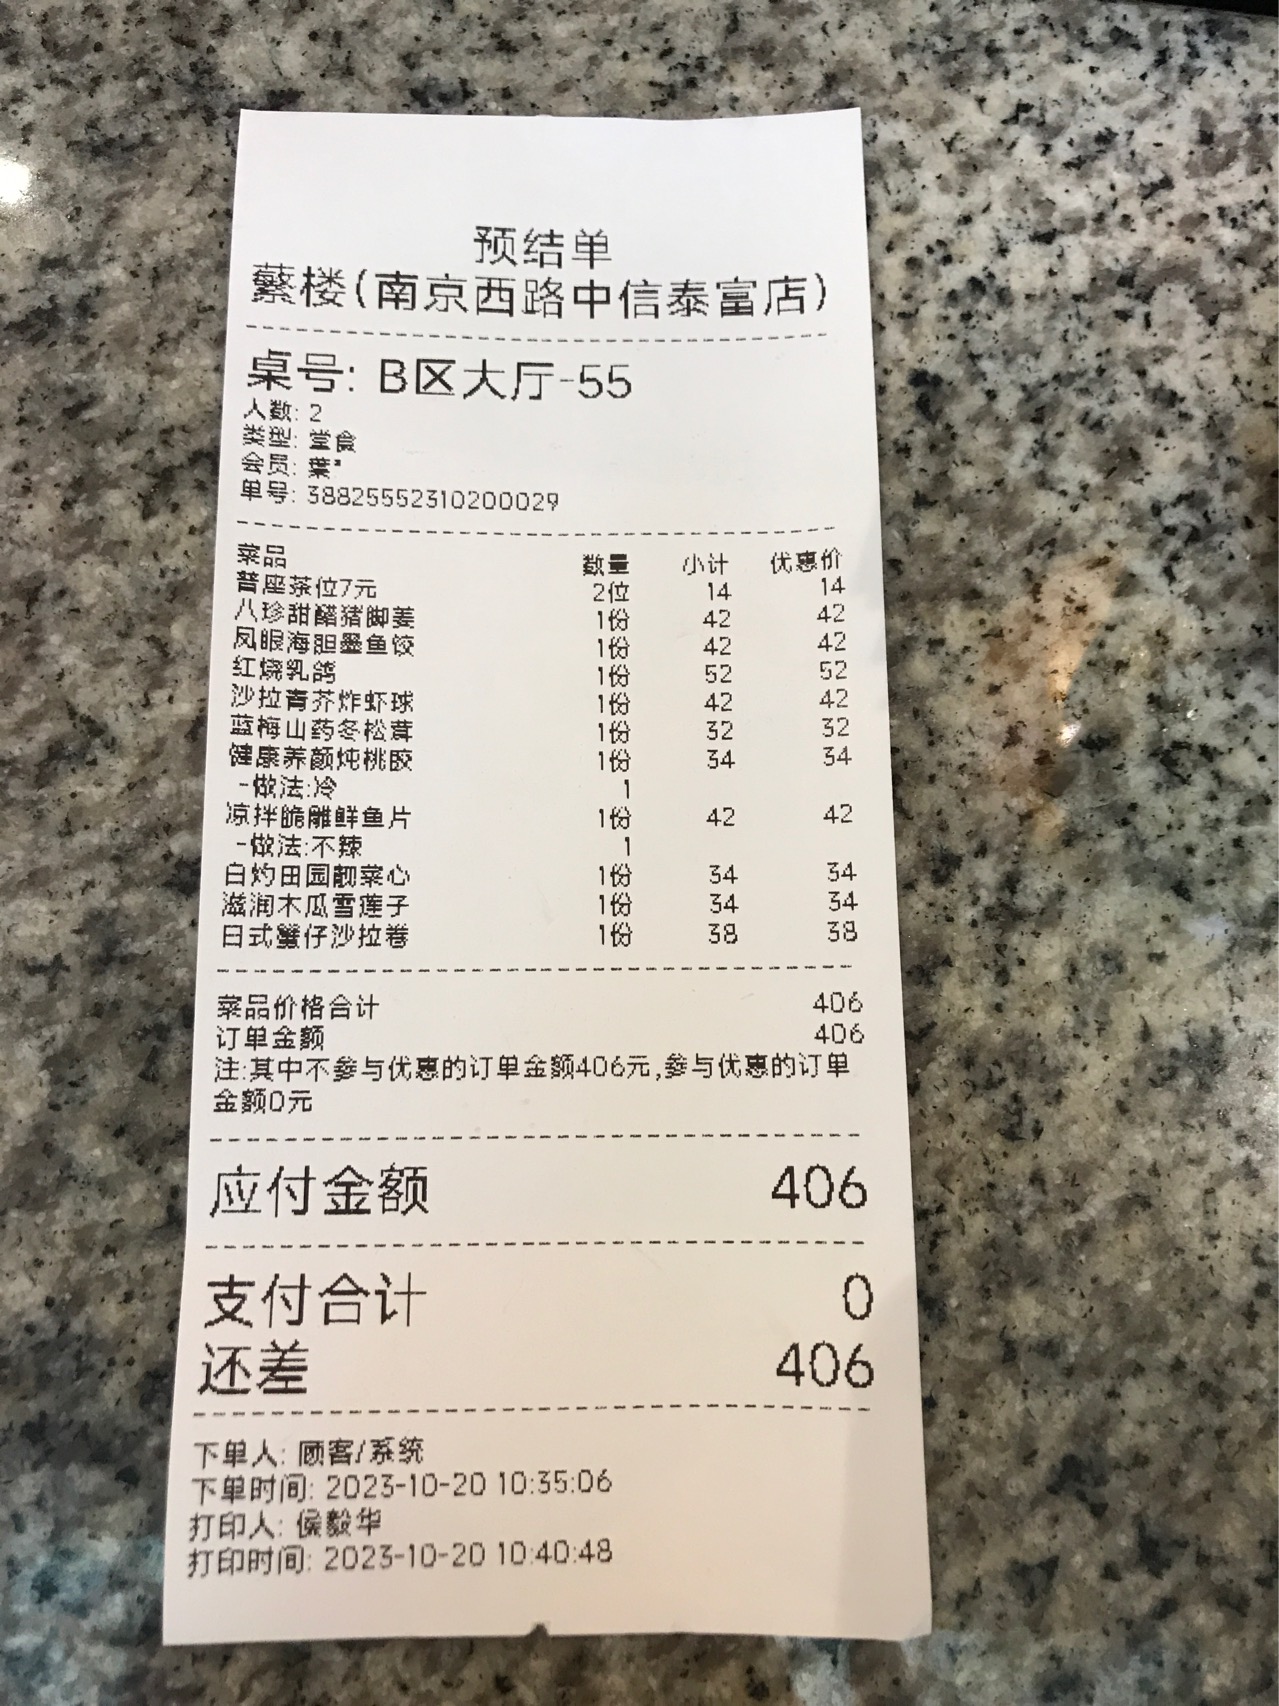 预结单
蘩楼(南京西路中信泰富店)
桌号: B区大厅-55
人数: 2
类型: 堂食
会员: 葉"
单号: 388255552310200029
菜品 数量 小计 优惠价
普座茶位7元 2位 14 14
八珍甜醋猪脚姜 1份 42 42
凤眼海胆墨鱼饺 1份 42 42
红烧乳鸽 1份 52 52
沙拉青芥炸虾球 1份 42 42
蓝梅山药冬松茸 1份 32 32
健康养颜炖桃胶 1份 34 34
-做法:冷 1
凉拌脆雕鲜鱼片 1份 42 42
-做法:不辣 1
白灼田园靓菜心 1份 34 34
滋润木瓜雪莲子 1份 34 34
日式蟹仔沙拉卷 1份 38 38
菜品价格合计 406
订单金额 406
注:其中不参与优惠的订单金额406元,参与优惠的订单
金额0元
应付金额 406
支付合计 0
还差 406
下单人: 顾客/系统
下单时间: 2023-10-20 10:35:06
打印人: 侯毅华
打印时间: 2023-10-20 10:40:48